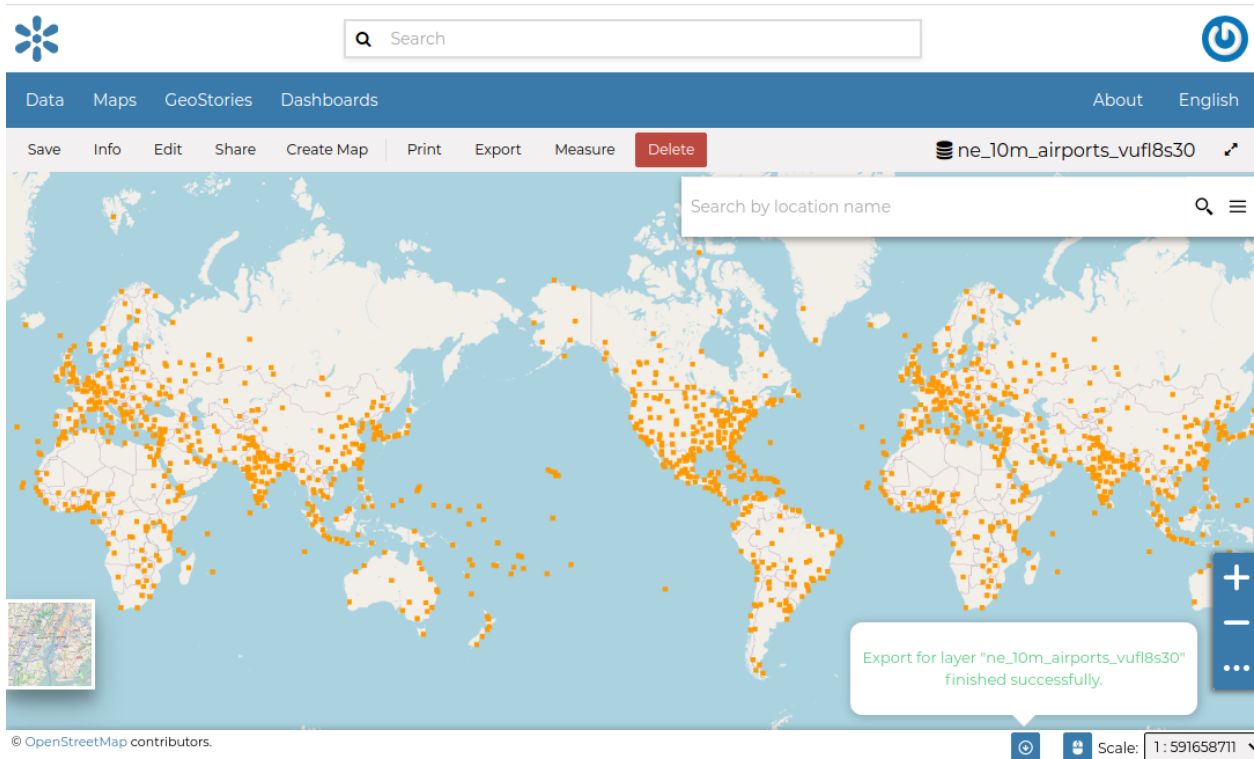 Search
Data Maps GeoStories Dashboards About English
Save Info Edit Share Create Map Print Export Measure Delete ne_10m_airports_vufl8s30
Search by location name
Export for layer "ne_10m_airports_vufl8s30"
finished successfully.
© OpenStreetMap contributors.
Scale: 1 : 591658711